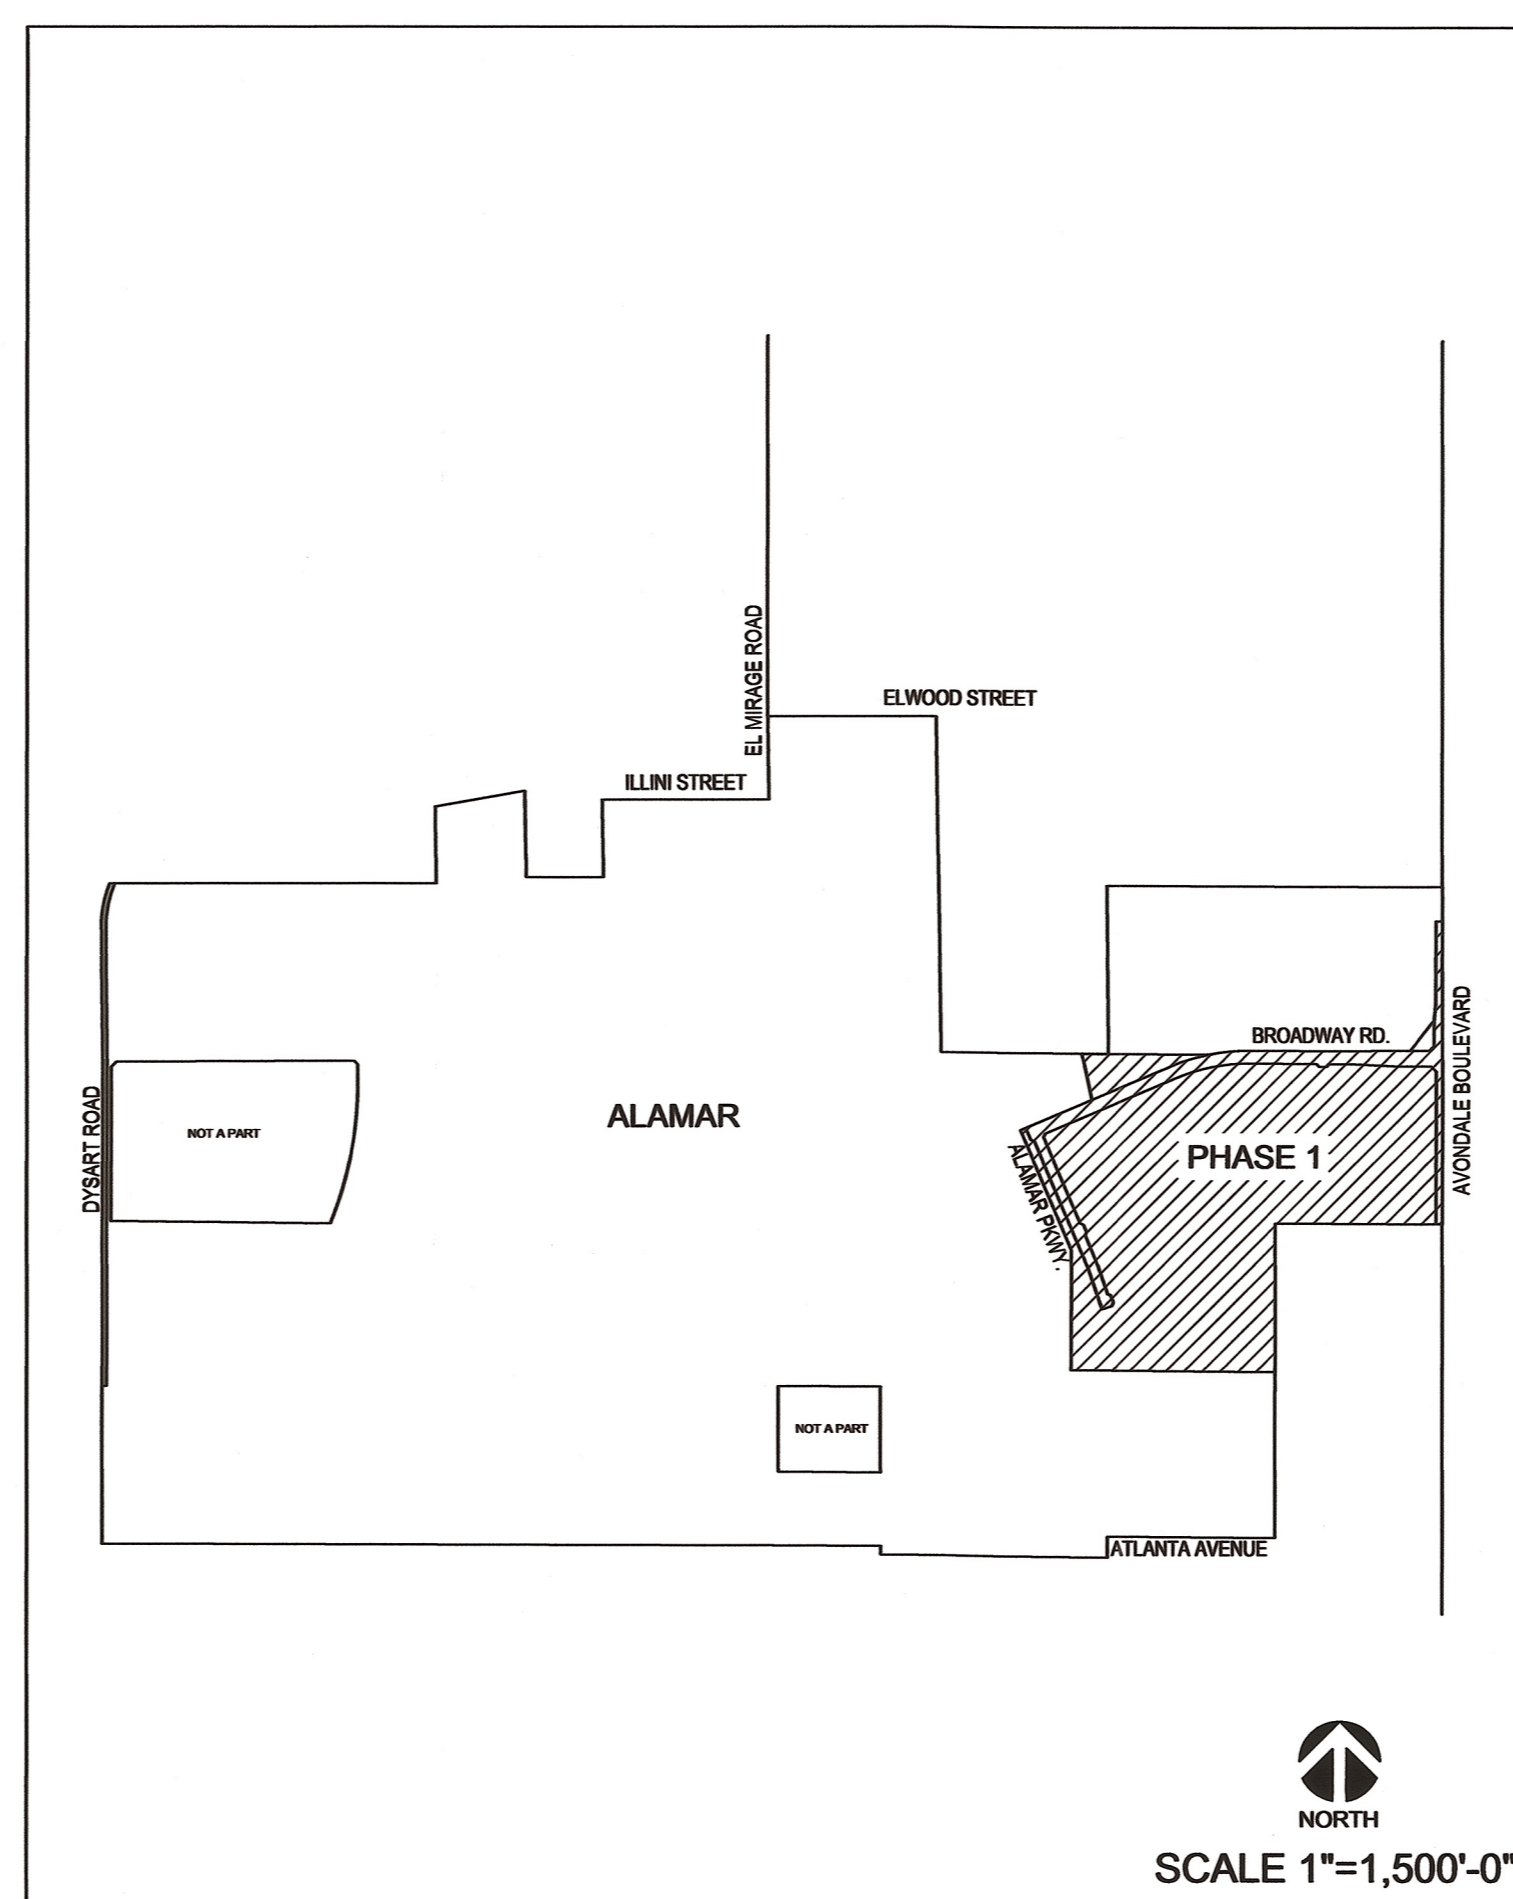 EL MIRAGE ROAD
ELWOOD STREET
ILLINI STREET
BROADWAY RD.
AVONDALE BOULEVARD
DYSART ROAD
NOT A PART
ALAMAR
PHASE 1
ALAMAR PKWY.
NOT A PART
ATLANTA AVENUE
NORTH
SCALE 1"=1,500'-0"